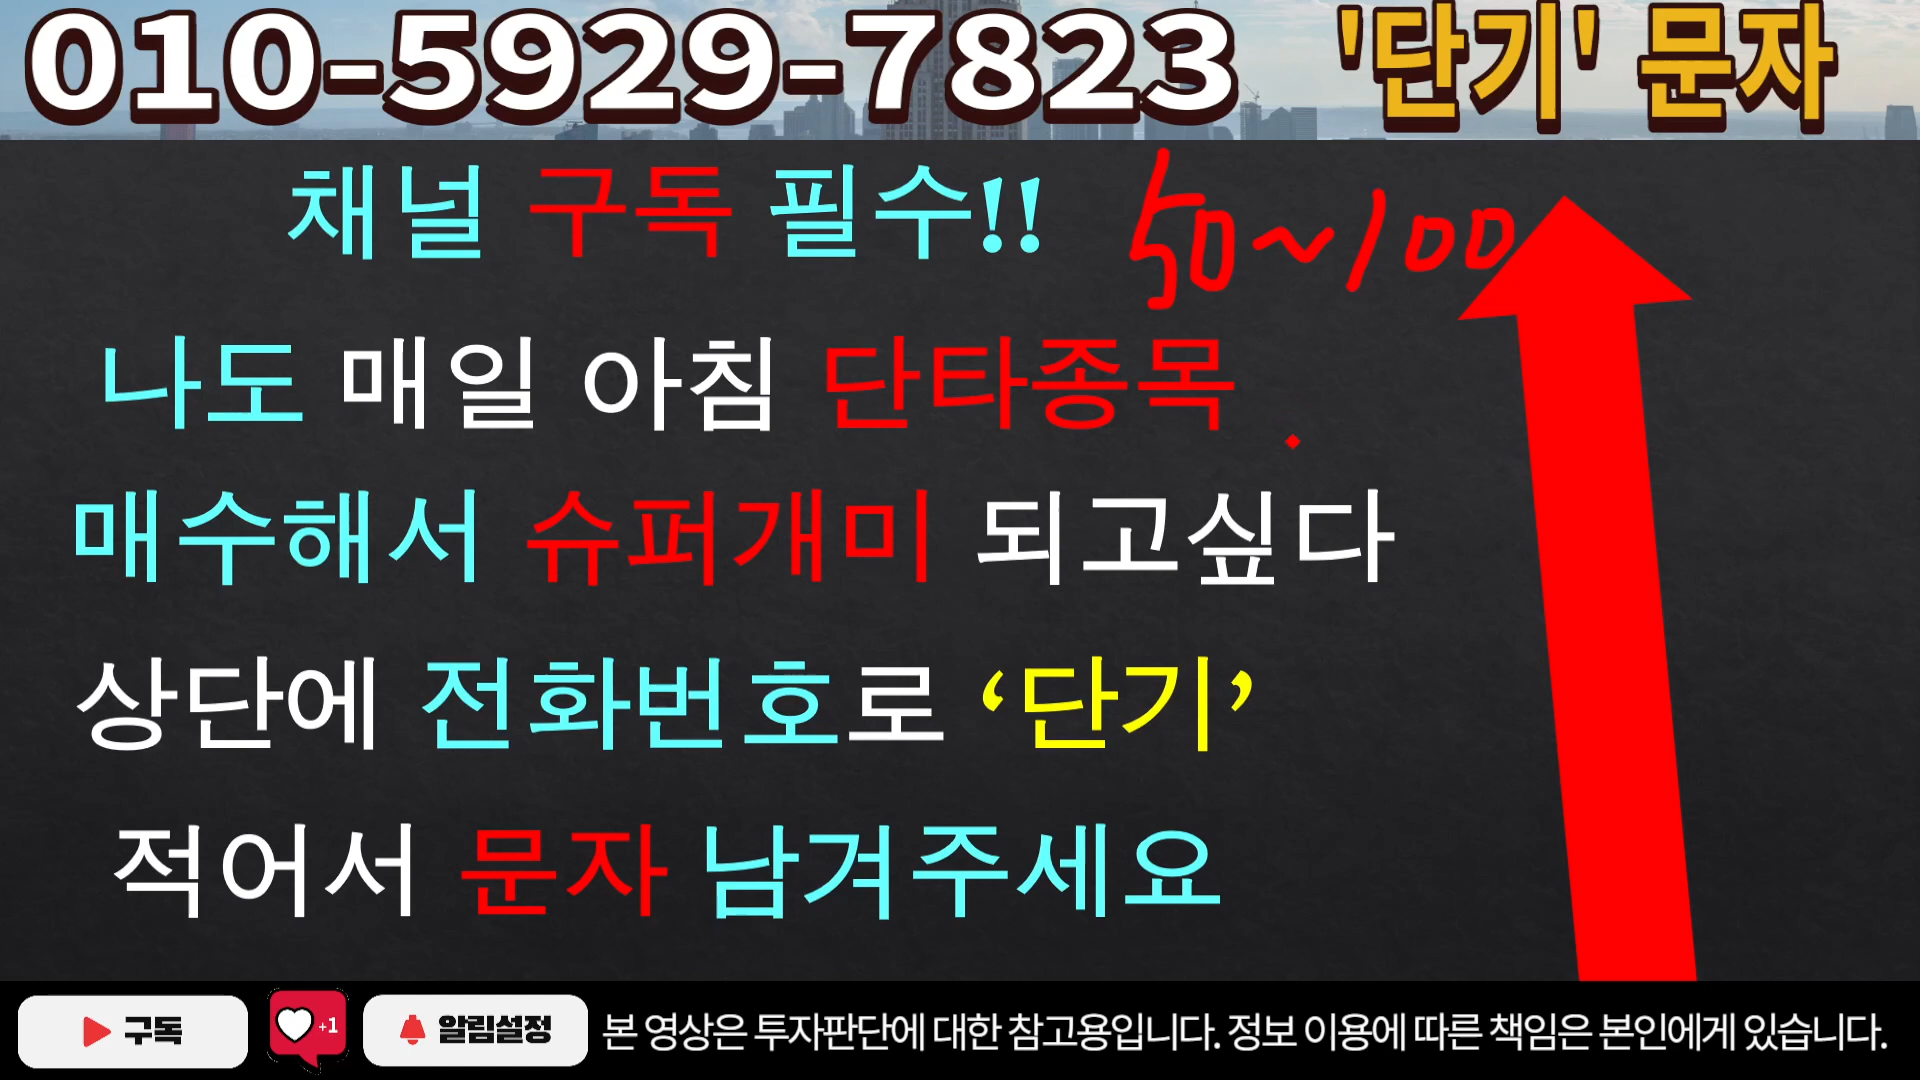 010-5929-7823 '단기' 문자
채널 구독 필수!! 50~100
나도 매일 아침 단타종목
매수해서 슈퍼개미 되고싶다
상단에 전화번호로 ‘단기’
적어서 문자 남겨주세요
구독 +1 알림설정 본 영상은 투자판단에 대한 참고용입니다. 정보 이용에 따른 책임은 본인에게 있습니다.